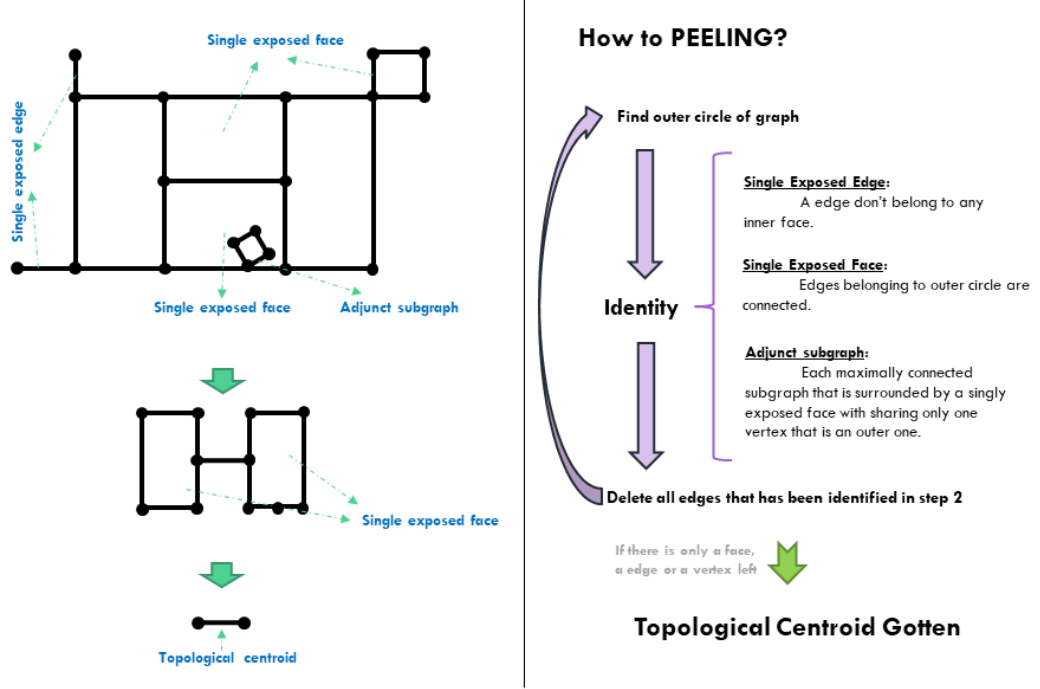 Single exposed face
Single exposed edge
Single exposed face
Adjunct subgraph
Single exposed face
Topological centroid
How to PEELING?
Find outer circle of graph
Single Exposed Edge:
A edge don't belong to any
inner face.
Single Exposed Face:
Edges belonging to outer circle are
connected.
Identity
Adjunct subgraph:
Each maximally connected
subgraph that is surrounded by a singly
exposed face with sharing only one
vertex that is an outer one.
Delete all edges that has been identified in step 2
If there is only a face,
a edge or a vertex left
Topological Centroid Gotten